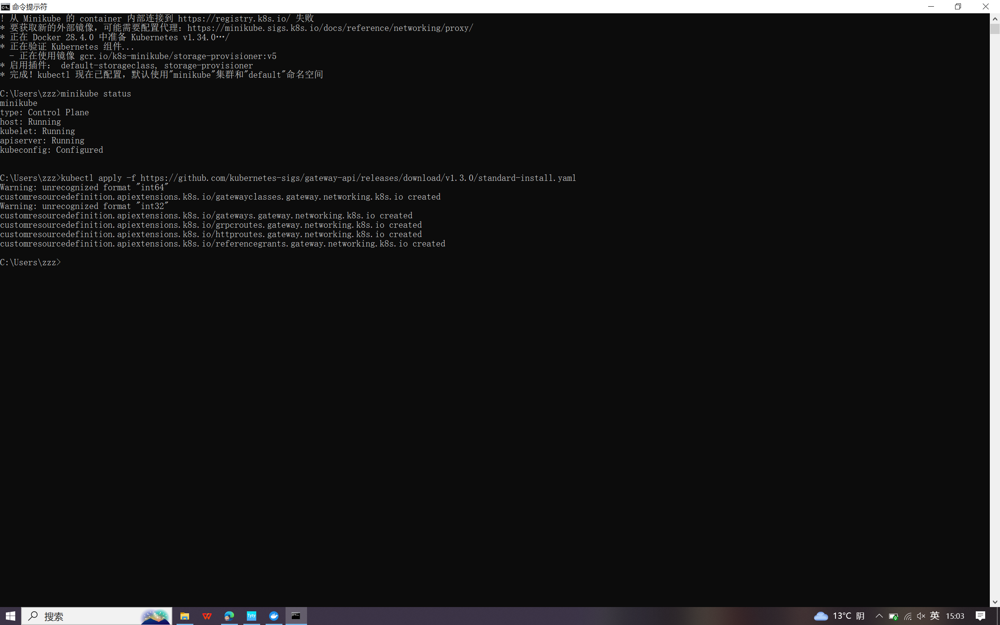 命令提示符
! 从 Minikube 的 container 内部连接到 https://registry.k8s.io/ 失败
* 要获取新的外部镜像，可能需要配置代理：https://minikube.sigs.k8s.io/docs/reference/networking/proxy/
* 正在 Docker 28.4.0 中准备 Kubernetes v1.34.0…/
* 正在验证 Kubernetes 组件...
  - 正在使用镜像 gcr.io/k8s-minikube/storage-provisioner:v5
* 启用插件： default-storageclass, storage-provisioner
* 完成！kubectl 现在已配置，默认使用"minikube"集群和"default"命名空间
C:\Users\zzz>minikube status
minikube
type: Control Plane
host: Running
kubelet: Running
apiserver: Running
kubeconfig: Configured
C:\Users\zzz>kubectl apply -f https://github.com/kubernetes-sigs/gateway-api/releases/download/v1.3.0/standard-install.yaml
Warning: unrecognized format "int64"
customresourcedefinition.apiextensions.k8s.io/gatewayclasses.gateway.networking.k8s.io created
Warning: unrecognized format "int32"
customresourcedefinition.apiextensions.k8s.io/gateways.gateway.networking.k8s.io created
customresourcedefinition.apiextensions.k8s.io/grpcroutes.gateway.networking.k8s.io created
customresourcedefinition.apiextensions.k8s.io/httproutes.gateway.networking.k8s.io created
customresourcedefinition.apiextensions.k8s.io/referencegrants.gateway.networking.k8s.io created
C:\Users\zzz>
搜索 Tyty 13°C 阴 英 15:03